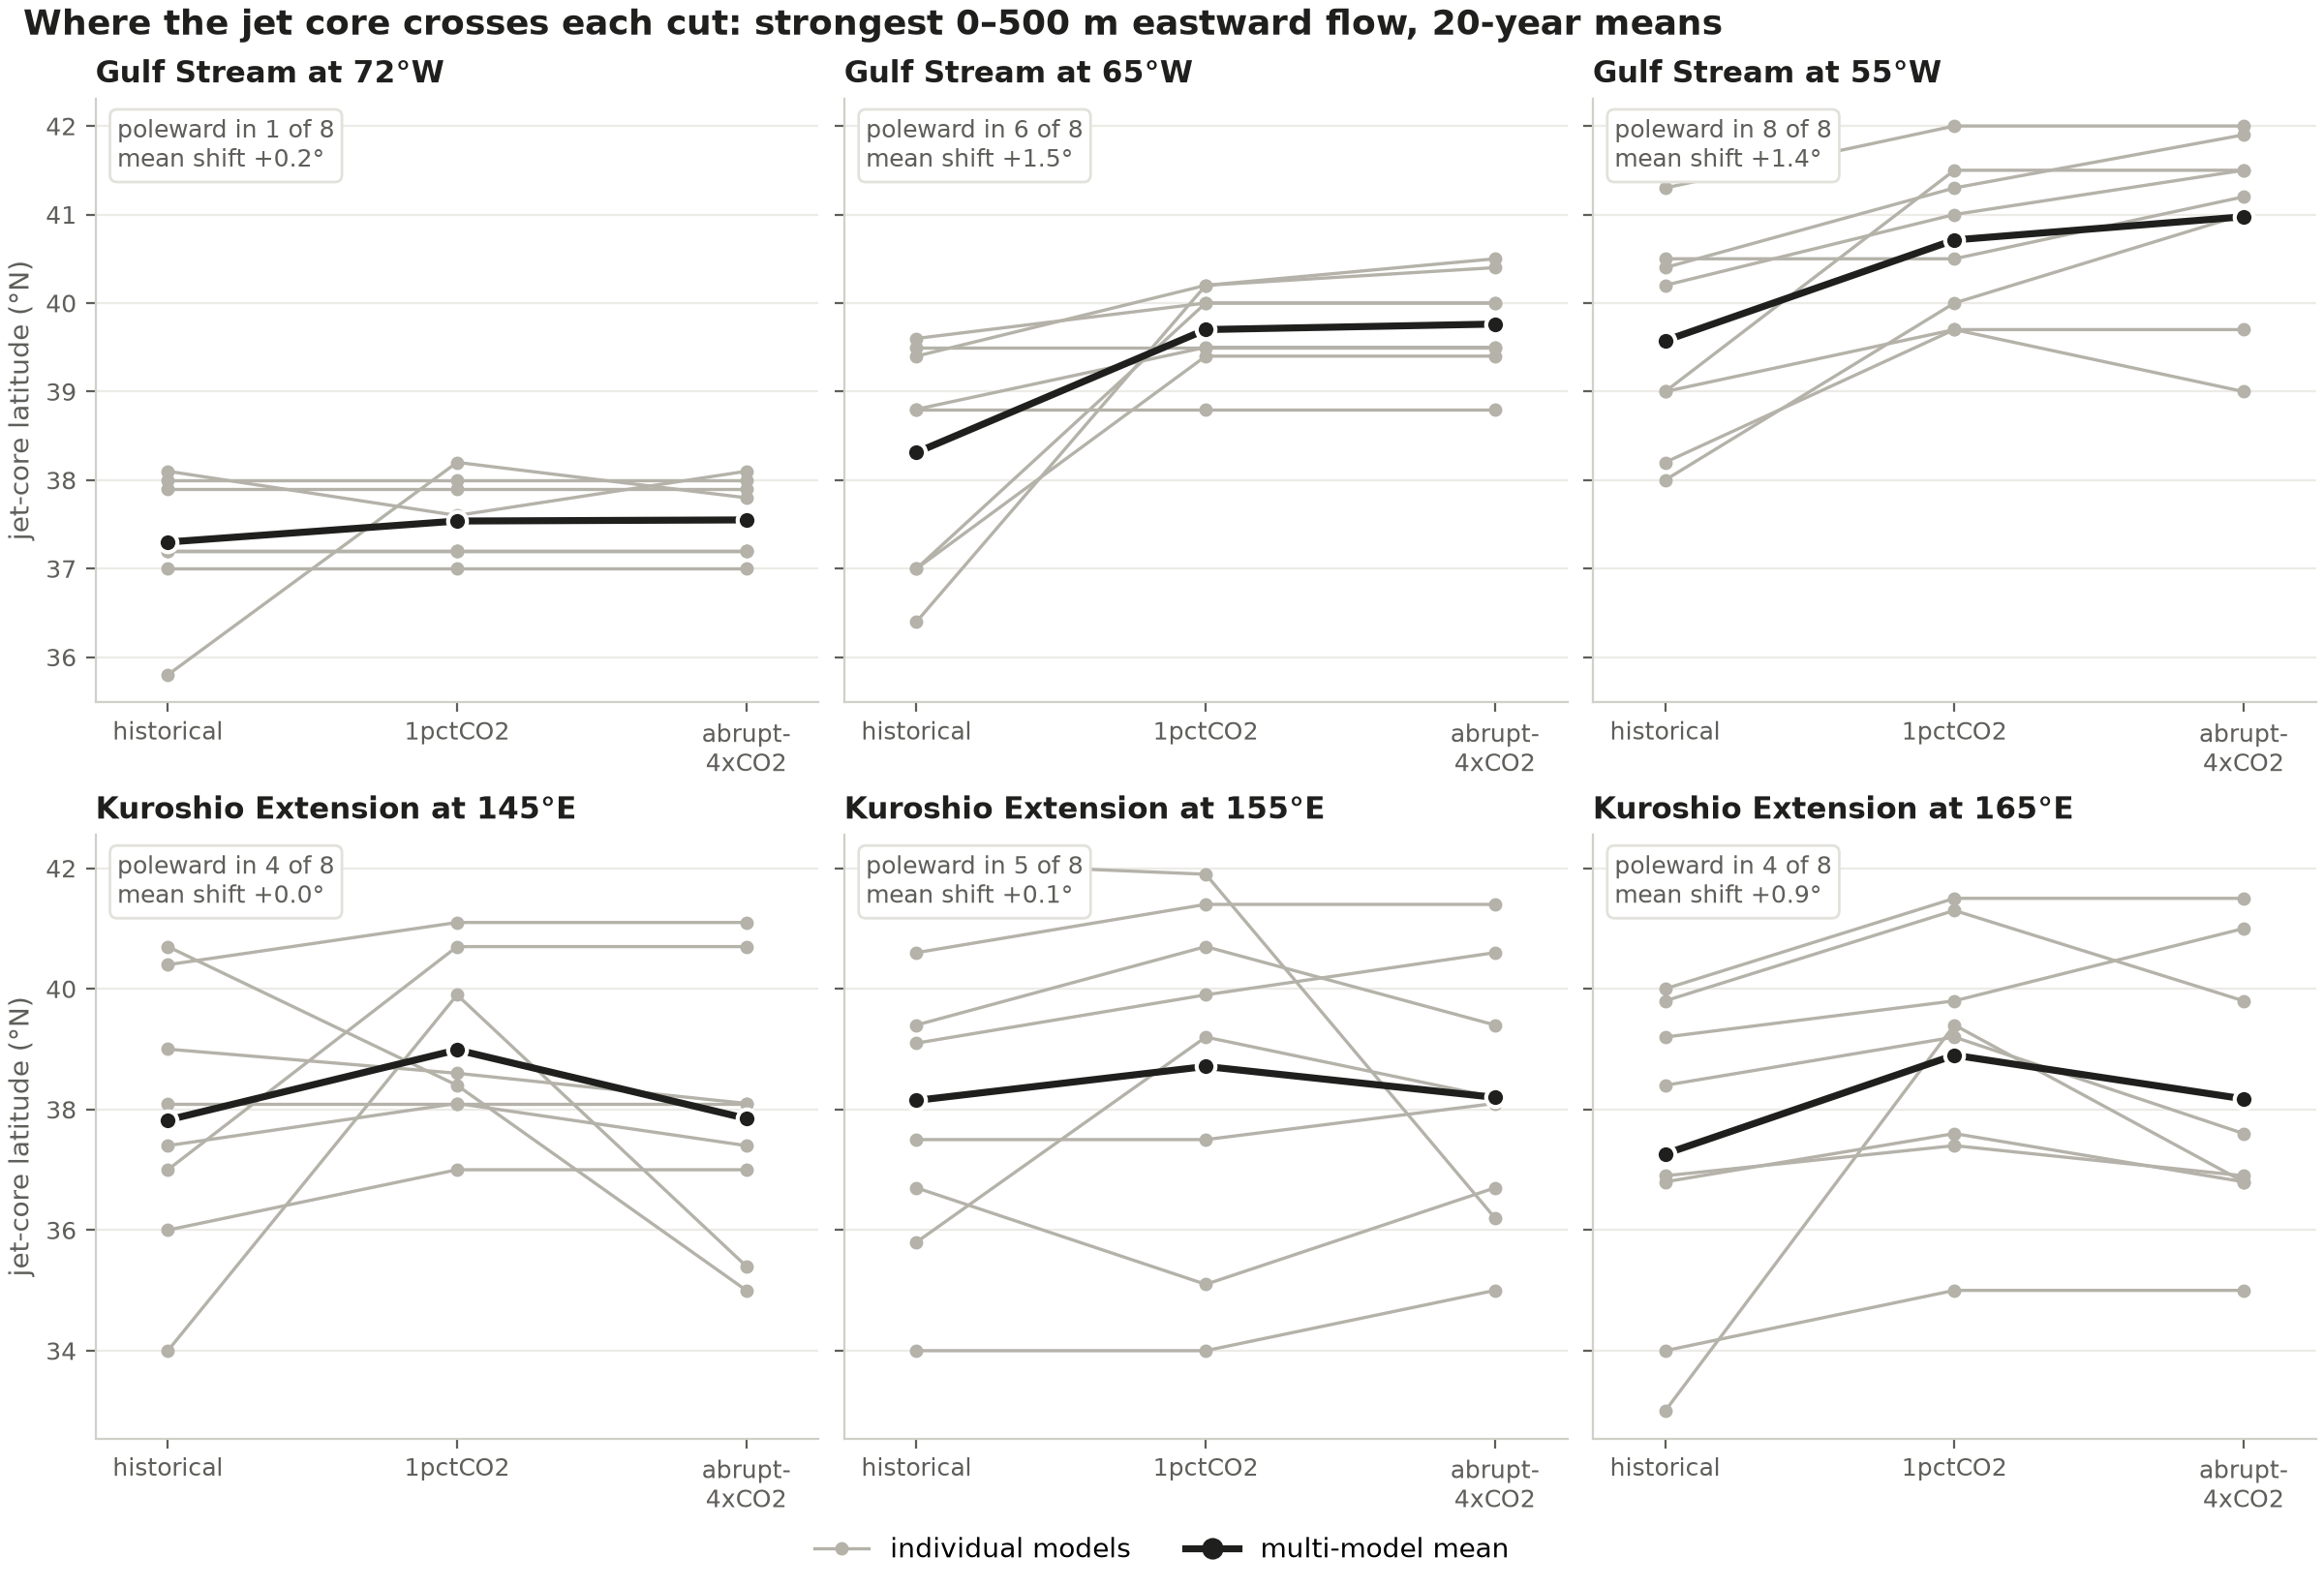 Where the jet core crosses each cut: strongest 0–500 m eastward flow, 20-year means
Gulf Stream at 72°W
poleward in 1 of 8
mean shift +0.2°
jet-core latitude (°N)
42
41
40
39
38
37
36
historical
1pctCO2
abrupt-
4xCO2
Gulf Stream at 65°W
poleward in 6 of 8
mean shift +1.5°
historical
1pctCO2
abrupt-
4xCO2
Gulf Stream at 55°W
poleward in 8 of 8
mean shift +1.4°
historical
1pctCO2
abrupt-
4xCO2
Kuroshio Extension at 145°E
poleward in 4 of 8
mean shift +0.0°
jet-core latitude (°N)
42
40
38
36
34
historical
1pctCO2
abrupt-
4xCO2
Kuroshio Extension at 155°E
poleward in 5 of 8
mean shift +0.1°
historical
1pctCO2
abrupt-
4xCO2
Kuroshio Extension at 165°E
poleward in 4 of 8
mean shift +0.9°
historical
1pctCO2
abrupt-
4xCO2
individual models
multi-model mean